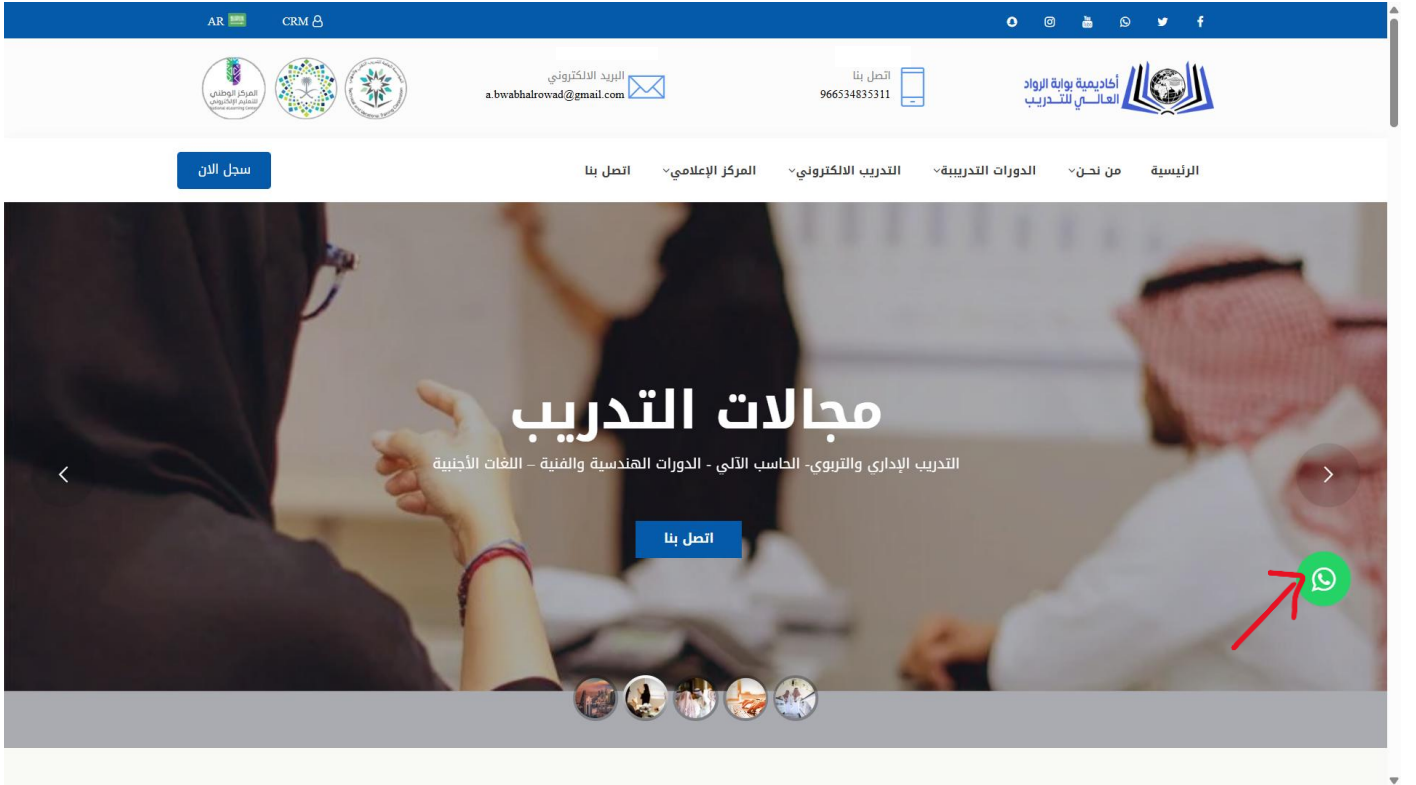 CRM
AR
أكاديمية بوابة الرواد
العالـــي للتــدريب
اتصل بنا
966534835311
البريد الالكتروني
a.bwabhalrowad@gmail.com
المركز الوطني
للتعليم الإلكتروني
الرئيسية
من نحـن
الدورات التدريبية
التدريب الالكتروني
المركز الإعلامي
اتصل بنا
سجل الان
مجالات التدريب
التدريب الإداري والتربوي- الحاسب الآلي - الدورات الهندسية والفنية – اللغات الأجنبية
اتصل بنا